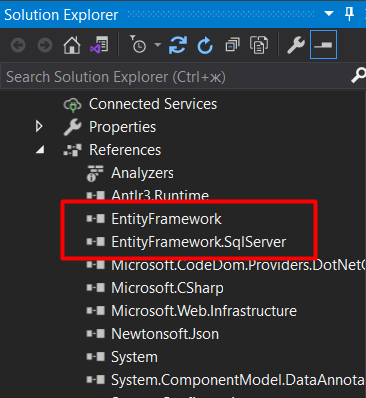 Solution Explorer
Search Solution Explorer (Ctrl+ж)
Connected Services
Properties
References
Analyzers
Antlr3.Runtime
EntityFramework
EntityFramework.SqlServer
Microsoft.CodeDom.Providers.DotNetC
Microsoft.CSharp
Microsoft.Web.Infrastructure
Newtonsoft.Json
System
System.ComponentModel.DataAnnota